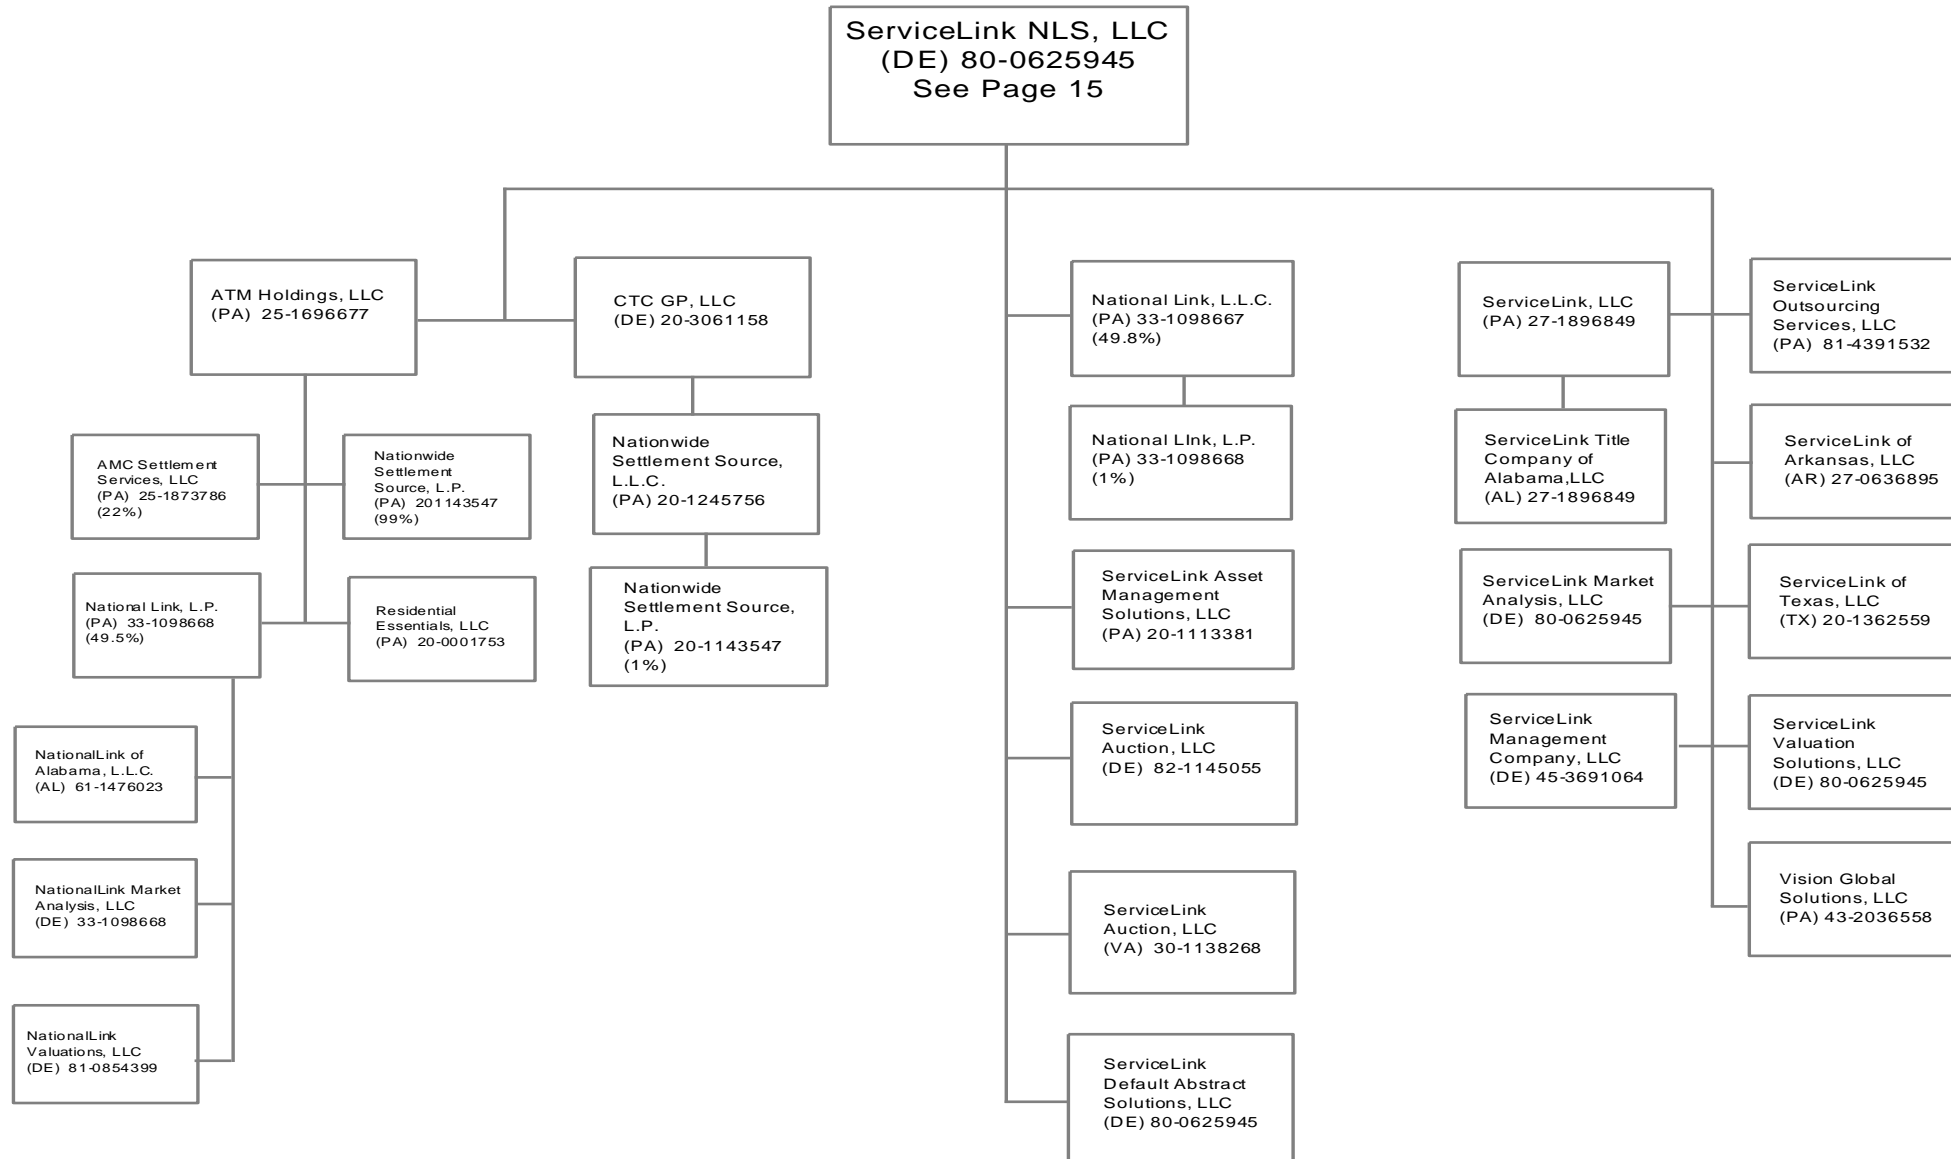 ServiceLink NLS, LLC
(DE) 80-0625945
See Page 15
ATM Holdings, LLC
(PA) 25-1696677
CTC GP, LLC
(DE) 20-3061158
AMC Settlement
Services, LLC
(PA) 25-1873786
(22%)
Nationwide
Settlement
Source, L.P.
(PA) 201143547
(99%)
National Link, L.P.
(PA) 33-1098668
(49.5%)
Residential
Essentials, LLC
(PA) 20-0001753
NationalLink of
Alabama, L.L.C.
(AL) 61-1476023
NationalLink Market
Analysis, LLC
(DE) 33-1098668
NationalLink
Valuations, LLC
(DE) 81-0854399
Nationwide
Settlement Source,
L.L.C.
(PA) 20-1245756
Nationwide
Settlement Source,
L.P.
(PA) 20-1143547
(1%)
National Link, L.L.C.
(PA) 33-1098667
(49.8%)
National LInk, L.P.
(PA) 33-1098668
(1%)
ServiceLink Asset
Management
Solutions, LLC
(PA) 20-1113381
ServiceLink
Auction, LLC
(DE) 82-1145055
ServiceLink
Auction, LLC
(VA) 30-1138268
ServiceLink
Default Abstract
Solutions, LLC
(DE) 80-0625945
ServiceLink, LLC
(PA) 27-1896849
ServiceLink Title
Company of
Alabama,LLC
(AL) 27-1896849
ServiceLink Market
Analysis, LLC
(DE) 80-0625945
ServiceLink
Management
Company, LLC
(DE) 45-3691064
ServiceLink
Outsourcing
Services, LLC
(PA) 81-4391532
ServiceLink of
Arkansas, LLC
(AR) 27-0636895
ServiceLink of
Texas, LLC
(TX) 20-1362559
ServiceLink
Valuation
Solutions, LLC
(DE) 80-0625945
Vision Global
Solutions, LLC
(PA) 43-2036558